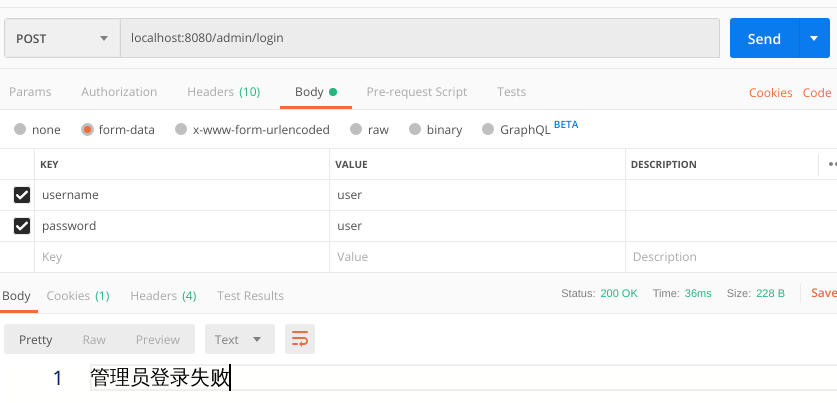 POST localhost:8080/admin/login Send
Params Authorization Headers (10) Body Pre-request Script Tests Cookies Code
none form-data x-www-form-urlencoded raw binary GraphQL BETA
KEY VALUE DESCRIPTION
username user
password user
Key Value Description
Body Cookies (1) Headers (4) Test Results Status: 200 OK Time: 36ms Size: 228 B Save
Pretty Raw Preview Text
1 管理员登录失败